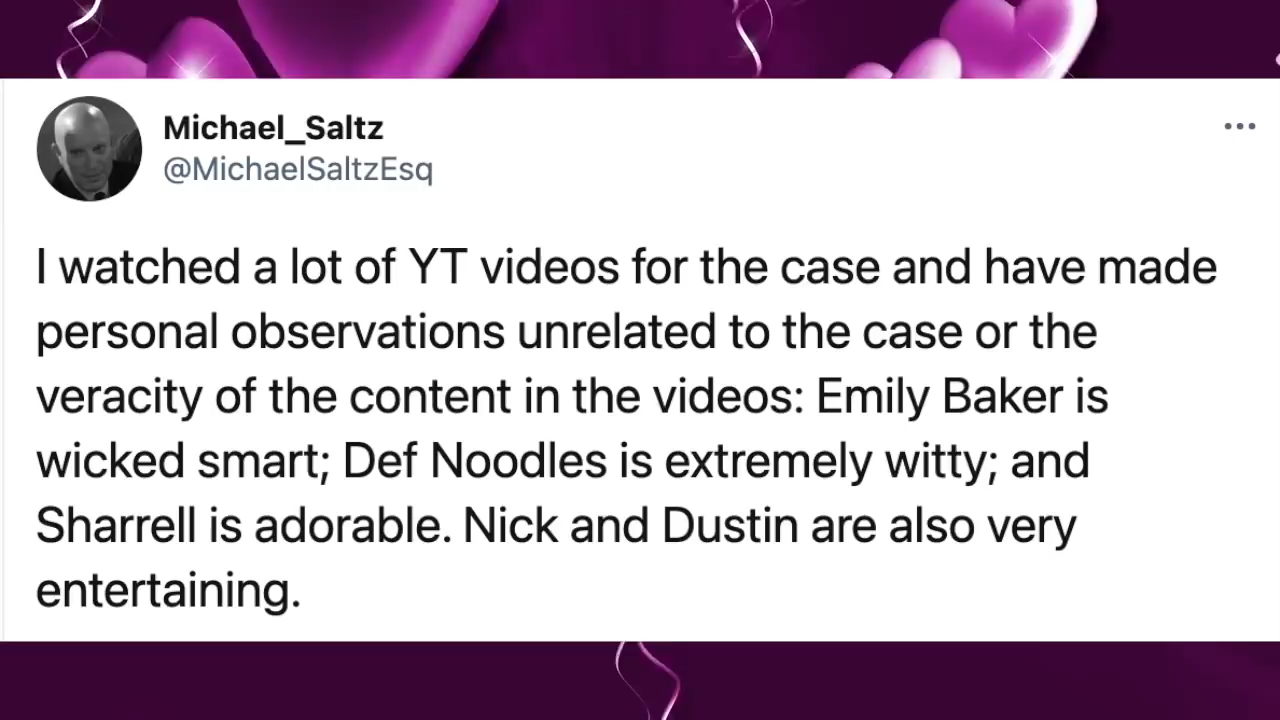 Michael_Saltz
@MichaelSaltzEsq
I watched a lot of YT videos for the case and have made
personal observations unrelated to the case or the
veracity of the content in the videos: Emily Baker is
wicked smart; Def Noodles is extremely witty; and
Sharrell is adorable. Nick and Dustin are also very
entertaining.